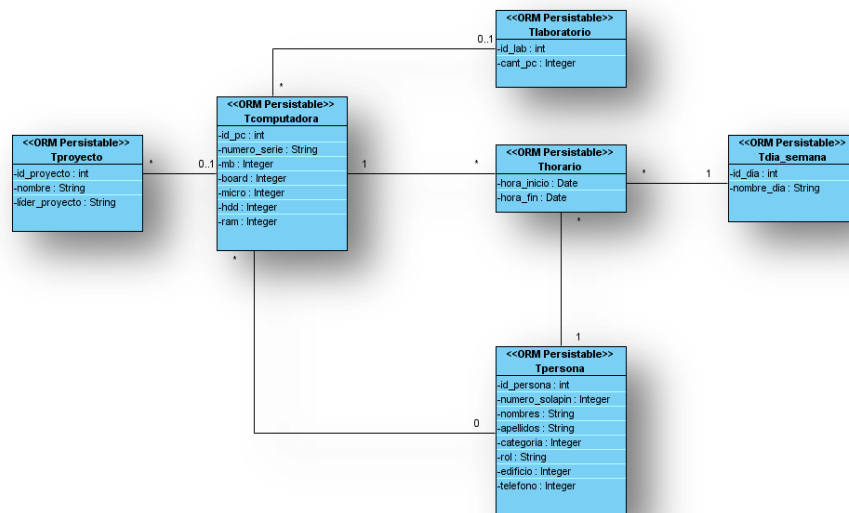 <<ORM Persistable>>
Tlaboratorio
-id_lab : int
-cant_pc : Integer
0..1
*
<<ORM Persistable>>
Tcomputadora
-id_pc : int
-numero_serie : String
-mb : Integer
-board : Integer
-micro : Integer
-hdd : Integer
-ram : Integer
<<ORM Persistable>>
Tproyecto
-id_proyecto : int
-nombre : String
-líder_proyecto : String
*
0..1
1
*
<<ORM Persistable>>
Thorario
-hora_inicio : Date
-hora_fin : Date
*
1
<<ORM Persistable>>
Tdia_semana
-id_dia : int
-nombre_dia : String
*
*
1
0
<<ORM Persistable>>
Tpersona
-id_persona : int
-numero_solapin : Integer
-nombres : String
-apellidos : String
-categoria : Integer
-rol : String
-edificio : Integer
-telefono : Integer